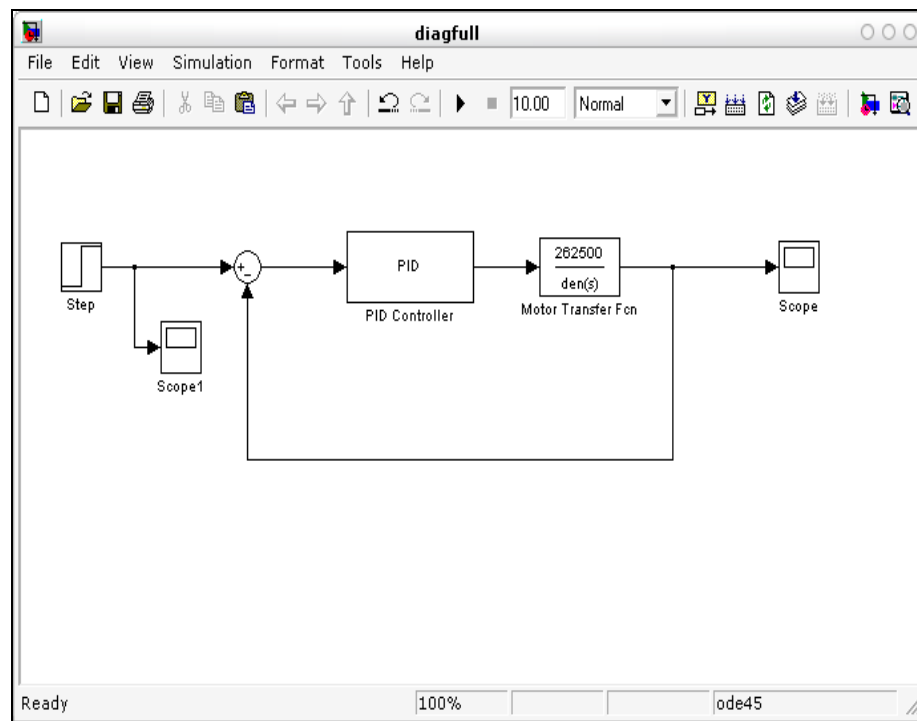 diagfull
File Edit View Simulation Format Tools Help
10.00 Normal
Step
Scope1
+
-
PID
PID Controller
262500
den(s)
Motor Transfer Fcn
Scope
Ready 100% ode45